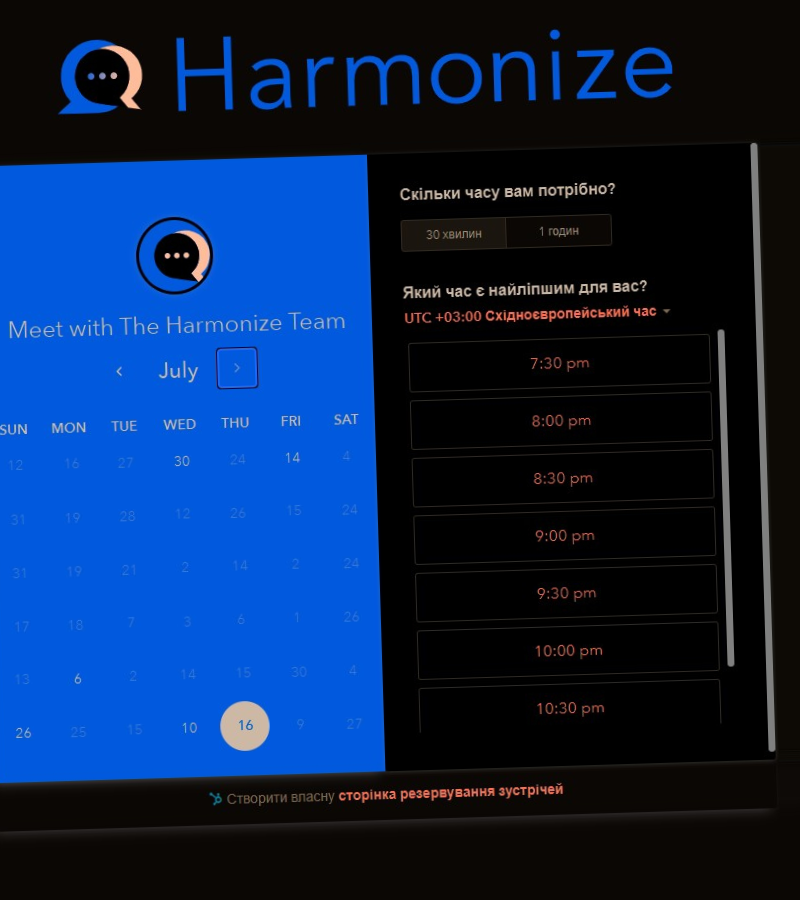 Harmonize
Meet with The Harmonize Team
July
SUN MON TUE WED THU FRI SAT
12 16 27 30 24 14 4
31 19 28 12 26 15 24
31 19 21 2 14 2 24
17 18 7 3 6 1 26
13 6 2 14 15 30 4
26 25 15 10 16 9 27
Скільки часу вам потрібно?
30 хвилин 1 годин
Який час є найліпшим для вас?
UTC +03:00 Східноєвропейський час
7:30 pm
8:00 pm
8:30 pm
9:00 pm
9:30 pm
10:00 pm
10:30 pm
Створити власну сторінка резервування зустрічей